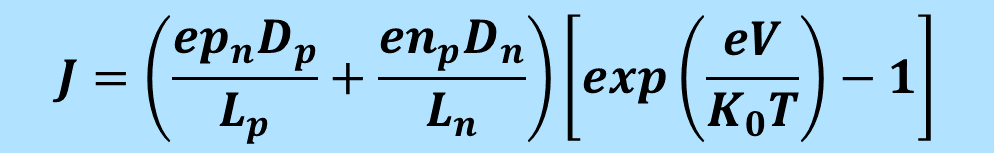 J = (ep_nD_p/L_p + en_pD_n/L_n) [exp(eV/K_0T) − 1]